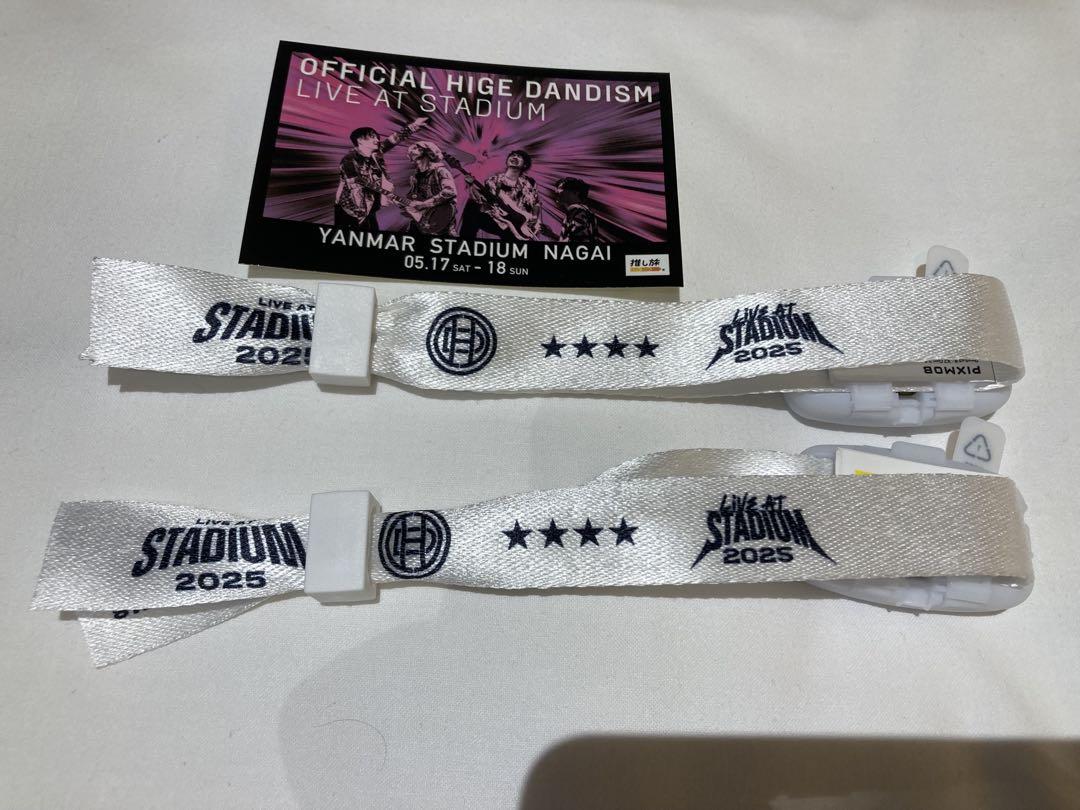 OFFICIAL HIGE DANDISM
LIVE AT STADIUM
YANMAR STADIUM NAGAI
05.17 SAT - 18 SUN
推し旅
LIVE AT
STADIU
2025
★★★★
LIVE AT
STADIUM
2025
PIXMOB
LIVE AT
STADIUM
2025
★★★★
LIVE AT
STADIUM
2025